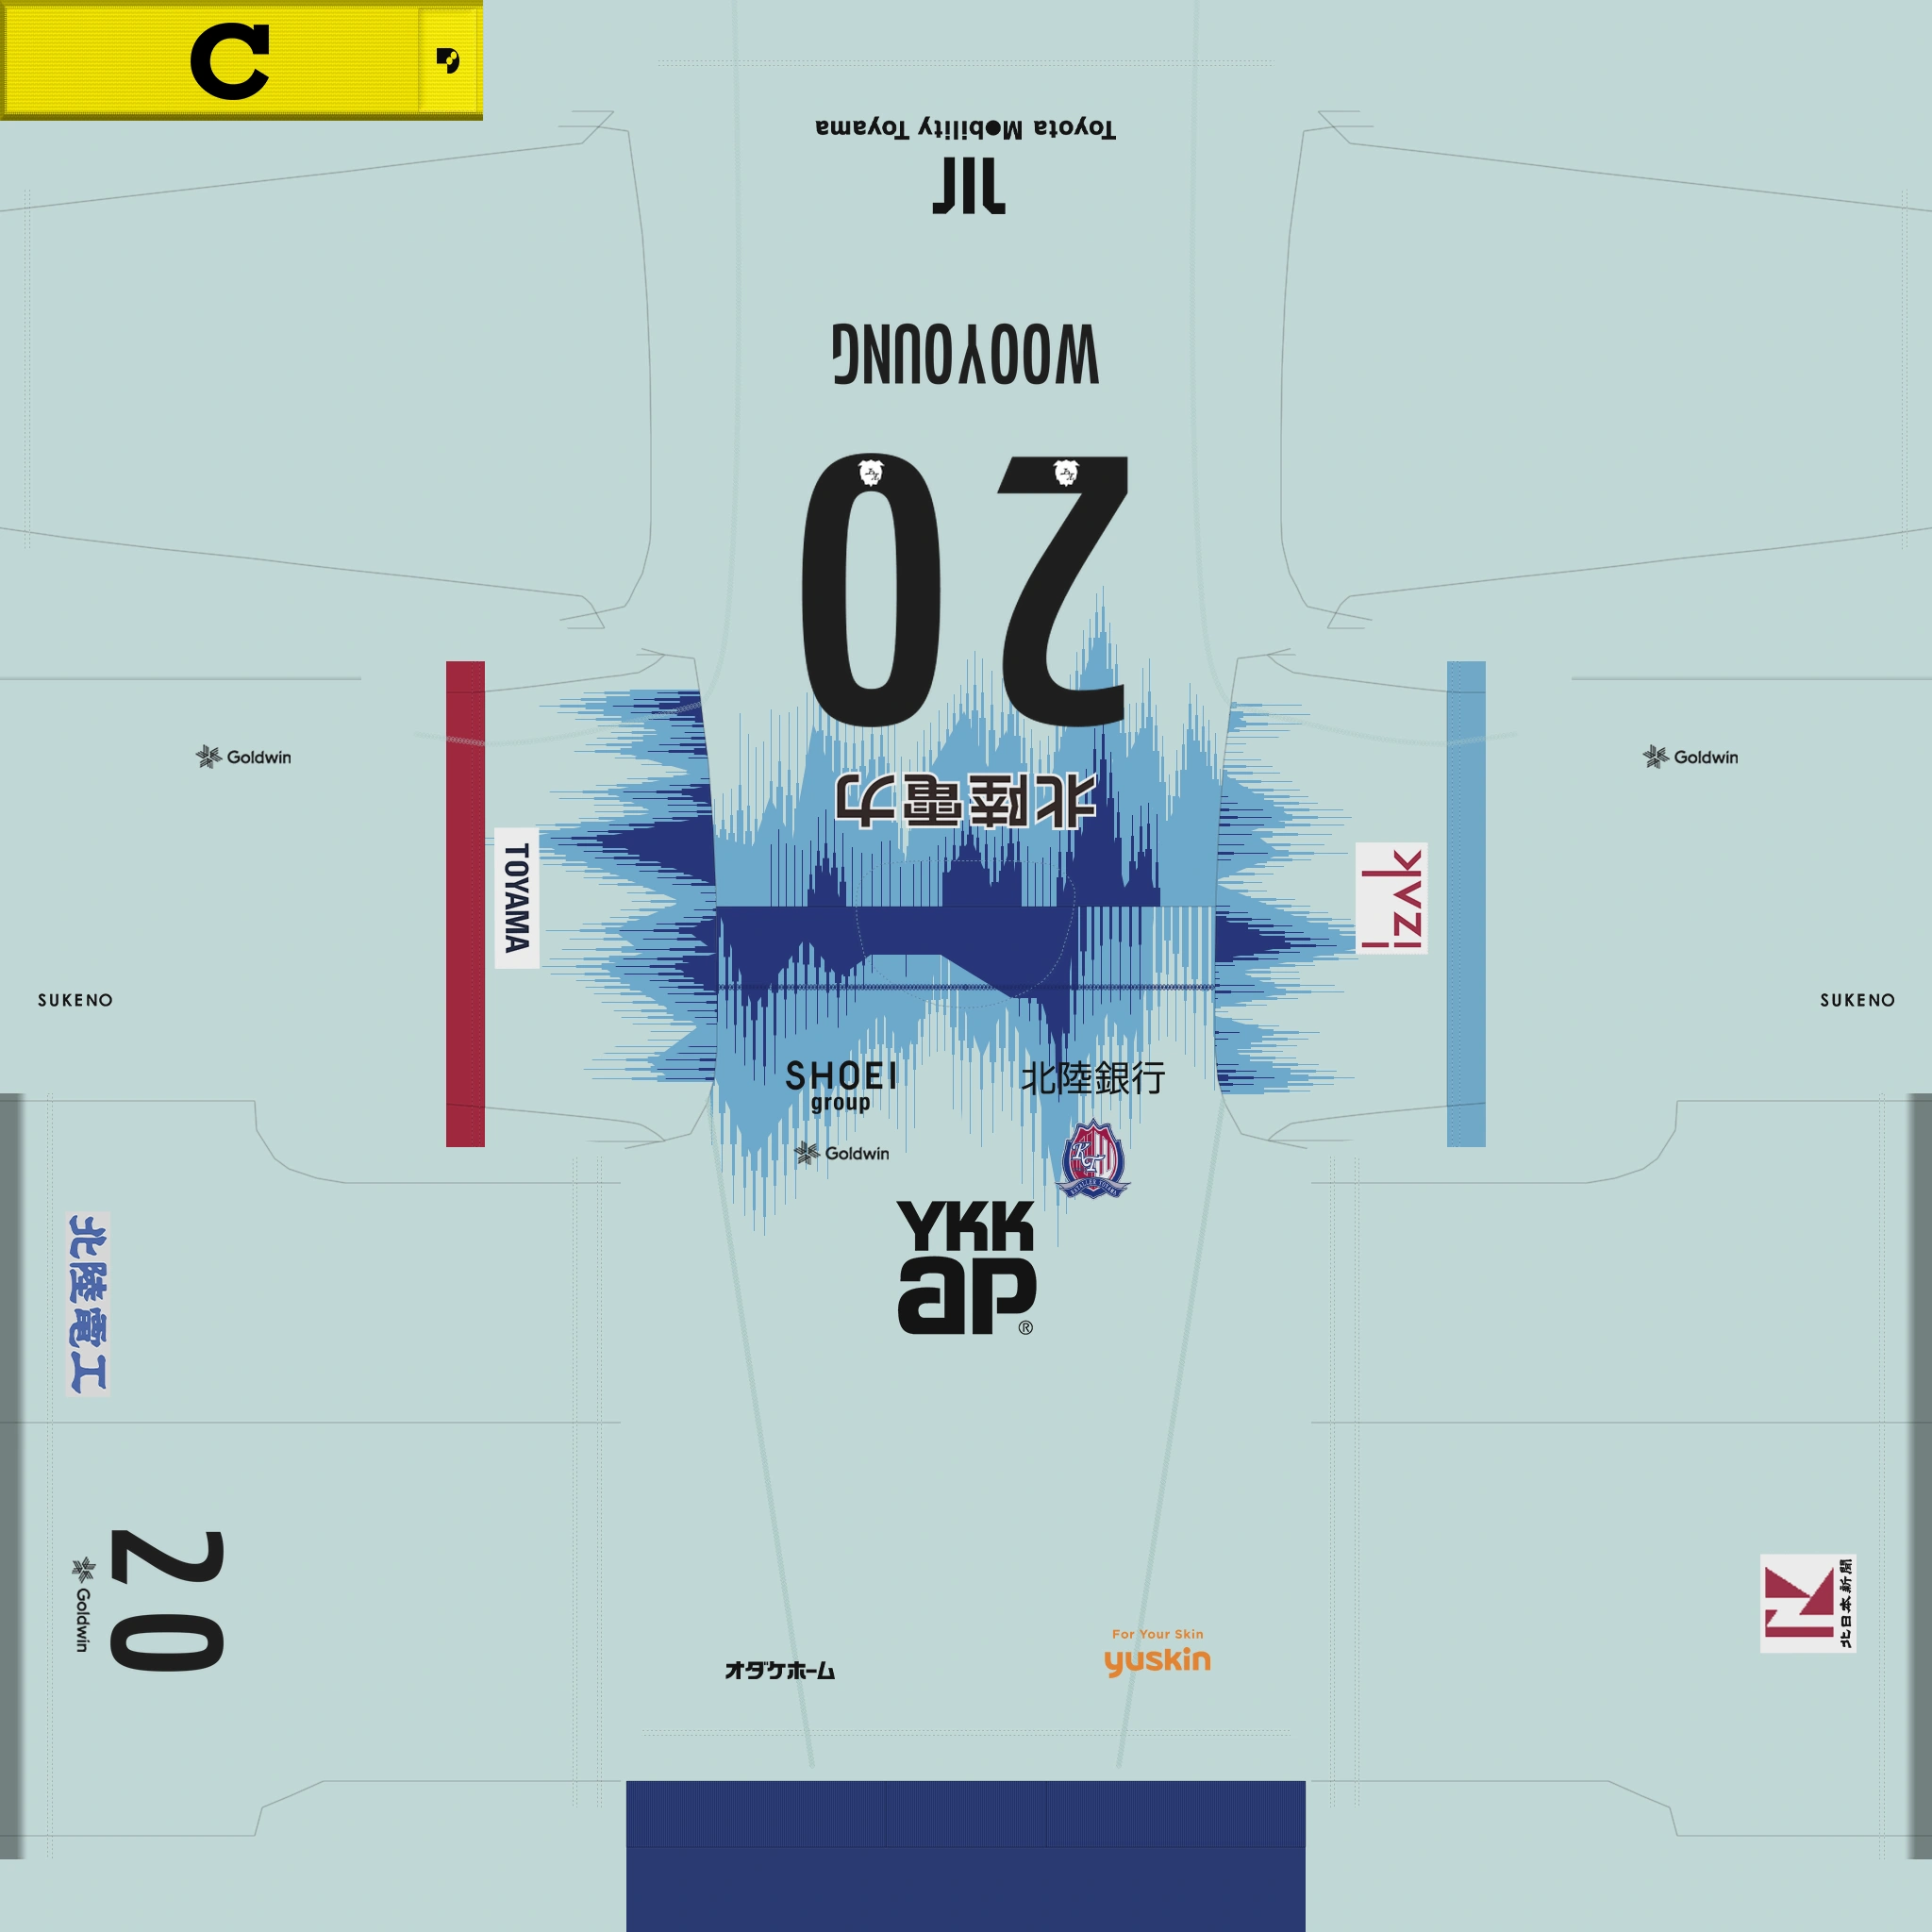 C
Toyota Mobility Toyama
WOOYOUNG
20
北陸電力
Goldwin
Goldwin
TOYAMA
SUKENO
SUKENO
SHOEI
group
北陸銀行
Goldwin
KT
YKK
ap®
北陸電工
20
Goldwin
北日本新聞
オダケホーム
For Your Skin
yuskin